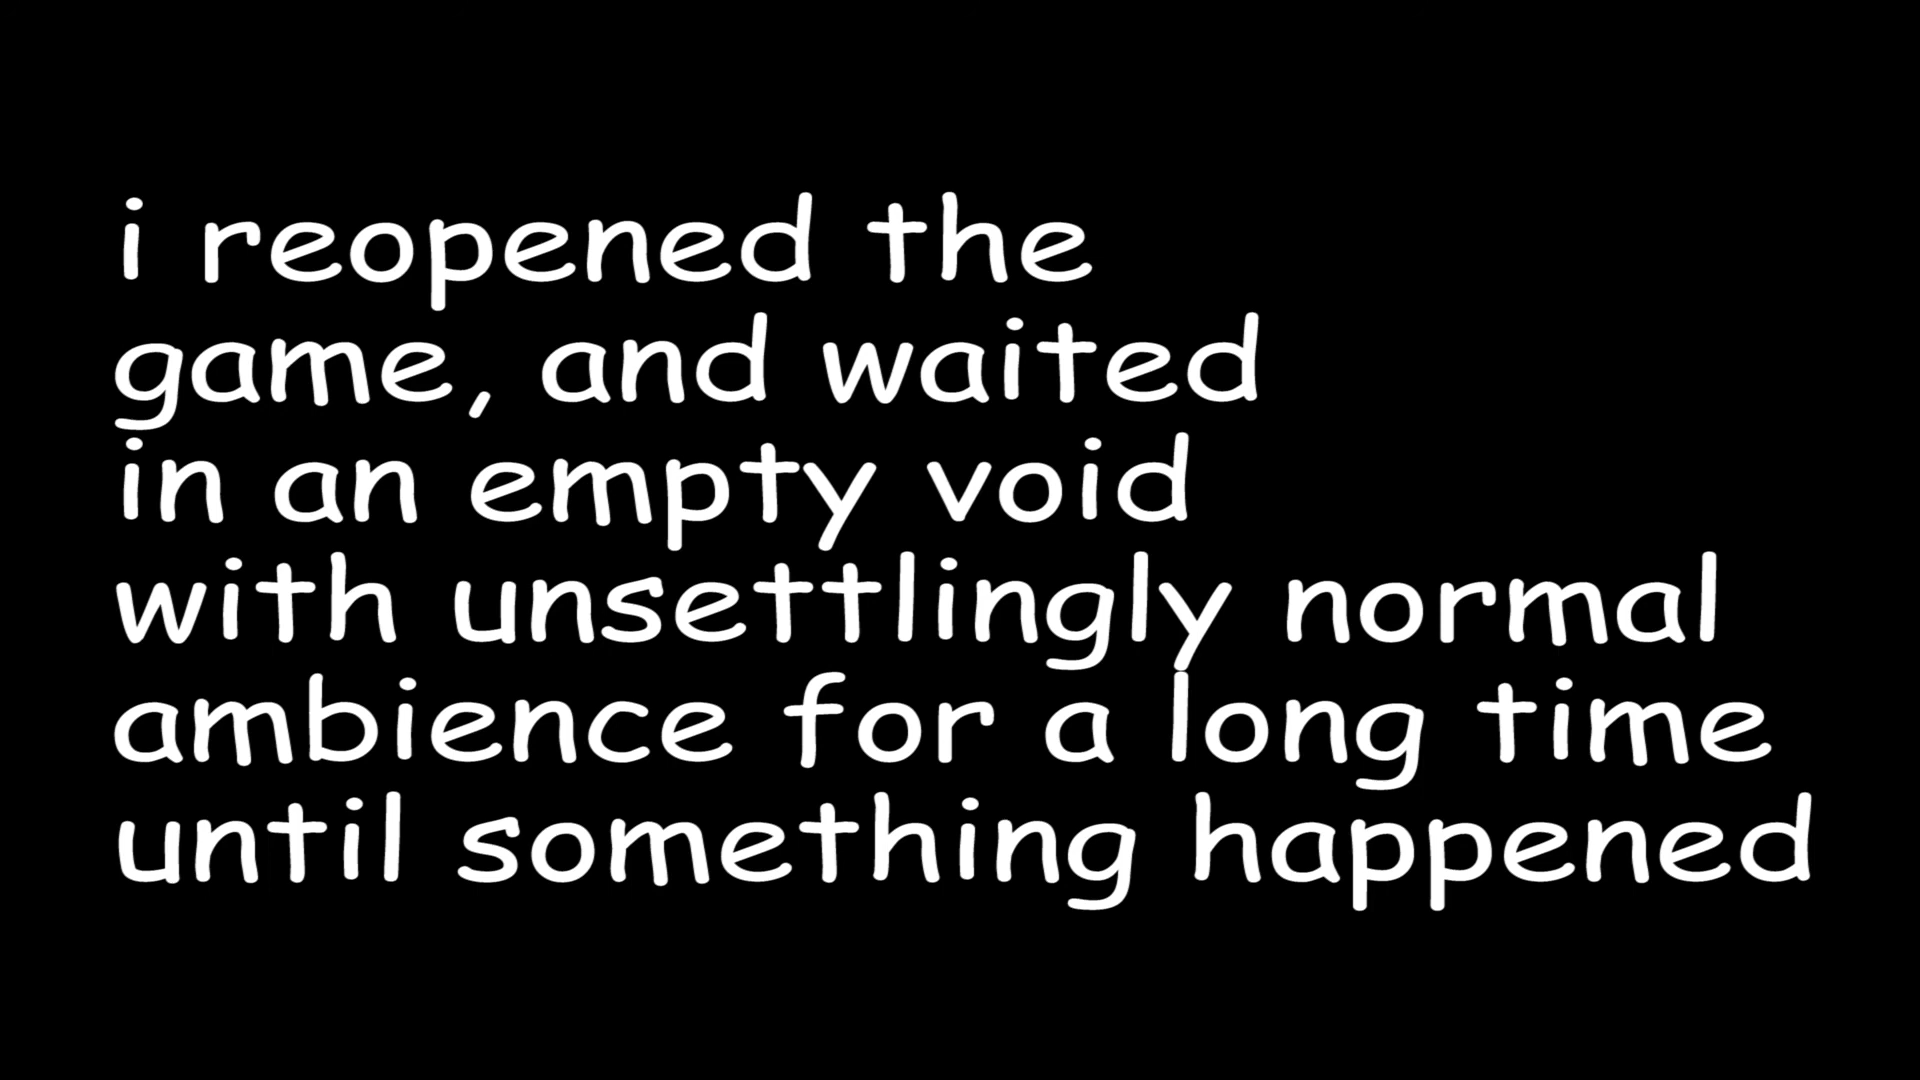 i reopened the
game, and waited
in an empty void
with unsettlingly normal
ambience for a long time
until something happened